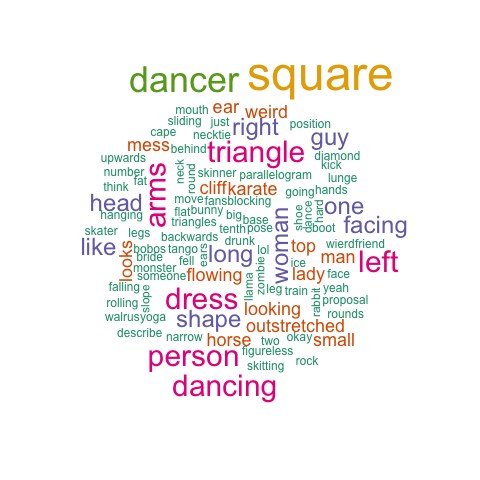 dancer square
mouth ear weird
sliding just right position
cape necktie guy
mess behind triangle diamond
upwards kick
number neck skinner parallelogram lunge
think fat arms round cliff karate going hands
head move fans blocking one
hanging flat bunny big base shoe dance hard facing
triangles tenth pose boot
skater legs backwards drunk woman wierdfriend
like looks bobos tango ears long lol top man left
bride ice
monster fell zombie lady face
someone flowing llama leg train yeah
falling slope dress rabbit proposal
rolling looking rounds
walrusyoga shape outstretched
describe narrow horse two okay small
person figureless
skitting rock
dancing